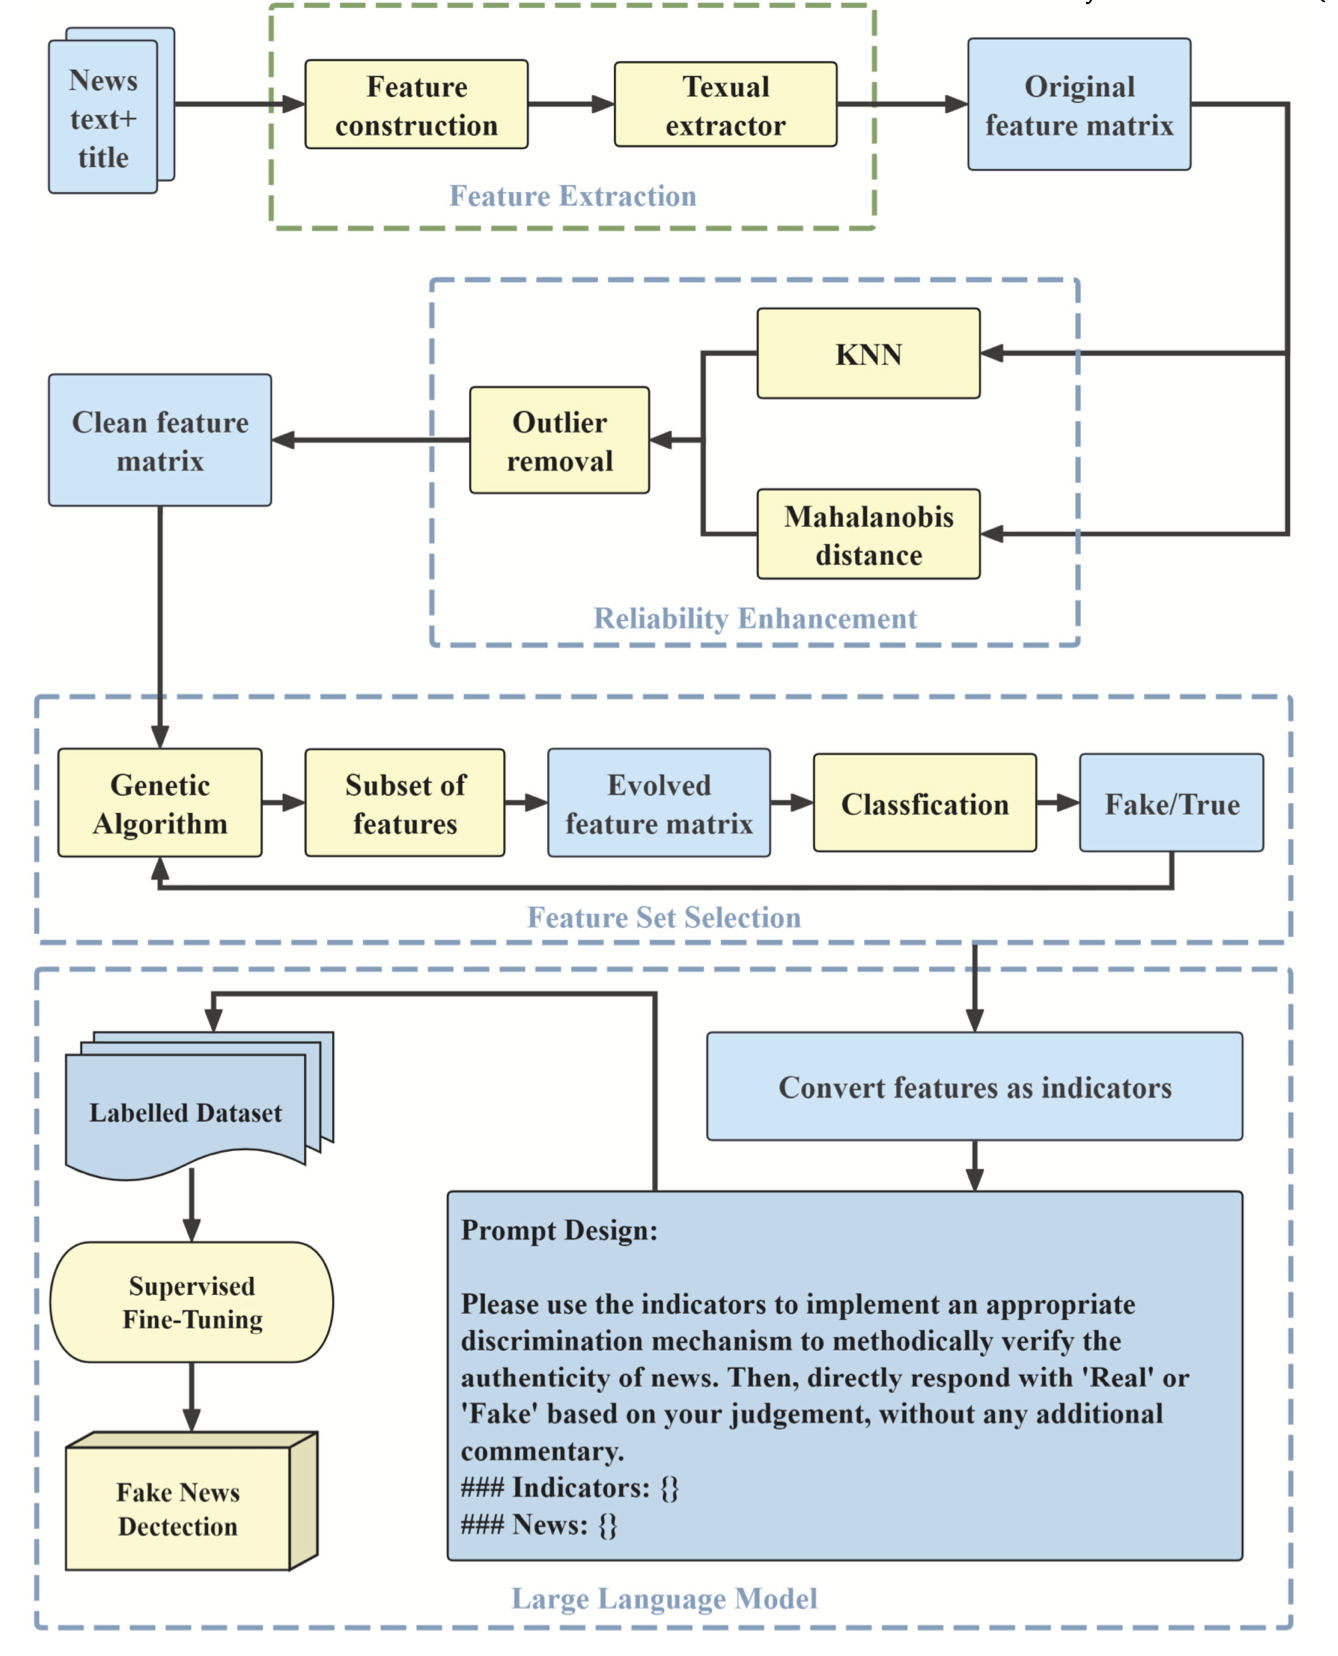 News
text+
title
Feature
construction
Texual
extractor
Feature Extraction
Original
feature matrix
KNN
Mahalanobis
distance
Outlier
removal
Reliability Enhancement
Clean feature
matrix
Genetic
Algorithm
Subset of
features
Evolved
feature matrix
Classfication
Fake/True
Feature Set Selection
Convert features as indicators
Prompt Design:
Please use the indicators to implement an appropriate
discrimination mechanism to methodically verify the
authenticity of news. Then, directly respond with 'Real' or
'Fake' based on your judgement, without any additional
commentary.
### Indicators: {}
### News: {}
Labelled Dataset
Supervised
Fine-Tuning
Fake News
Dectection
Large Language Model